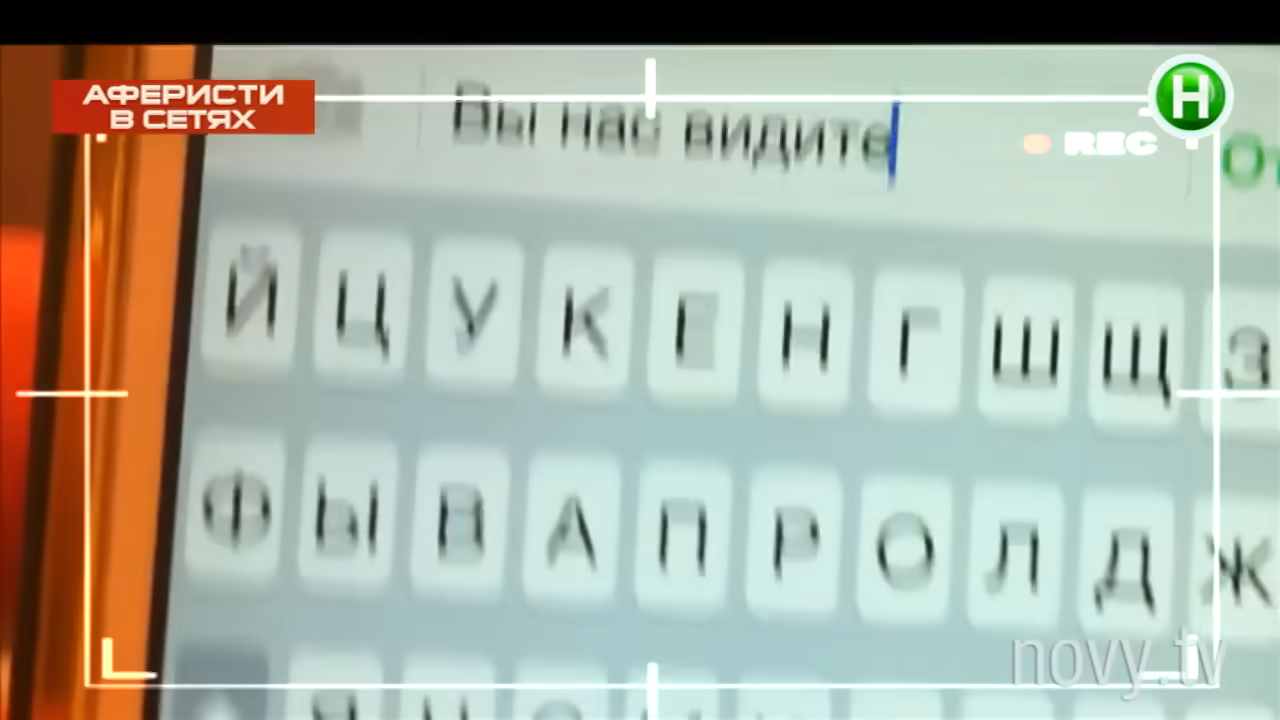 АФЕРИСТИ
В СЕТЯХ
Вы нас видите
REC
H
Й Ц У К Е Н Г Ш Щ З
Ф Ы В А П Р О Л Д Ж
novy.tv